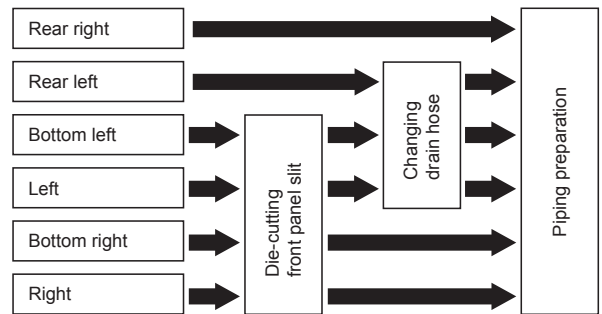 Rear right
Rear left
Bottom left
Left
Bottom right
Right
Die-cutting
front panel slit
Changing
drain hose
Piping preparation